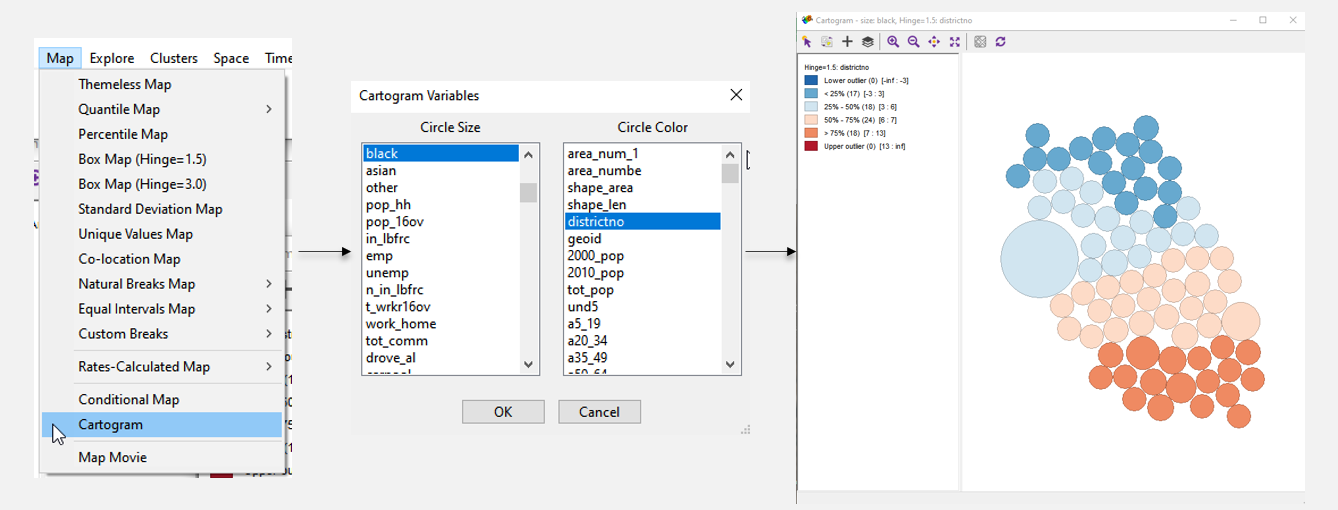 Map Explore Clusters Space Time
Themeless Map
Quantile Map
Percentile Map
Box Map (Hinge=1.5)
Box Map (Hinge=3.0)
Standard Deviation Map
Unique Values Map
Co-location Map
Natural Breaks Map
Equal Intervals Map
Custom Breaks
Rates-Calculated Map
Conditional Map
Cartogram
Map Movie
Cartogram Variables
Circle Size
black
asian
other
pop_hh
pop_16ov
in_lbfrc
emp
unemp
n_in_lbfrc
t_wrkr16ov
work_home
tot_comm
drove_al
Circle Color
area_num_1
area_numbe
shape_area
shape_len
districtno
geoid
2000_pop
2010_pop
tot_pop
und5
a5_19
a20_34
a35_49
a50_64
OK Cancel
Cartogram - size: black, Hinge=1.5: districtno
Hinge=1.5: districtno
Lower outlier (0) [-inf : -3]
< 25% (17) [-3 : 3]
25% - 50% (18) [3 : 6]
50% - 75% (24) [6 : 7]
> 75% (18) [7 : 13]
Upper outlier (0) [13 : inf]